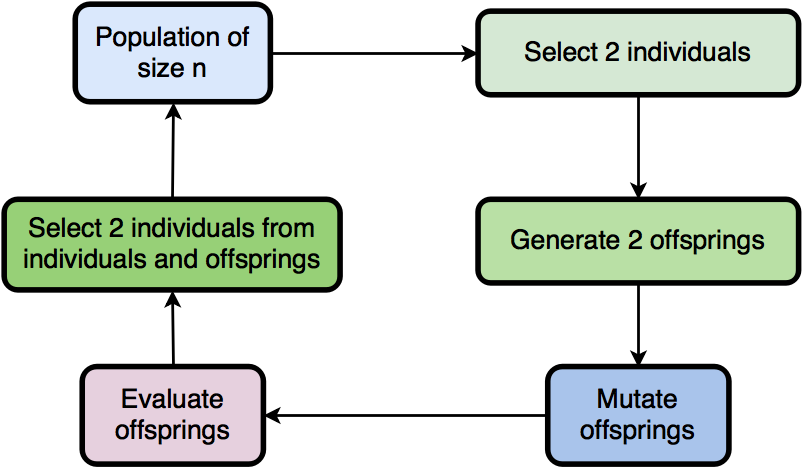 Population of
size n
Select 2 individuals
Generate 2 offsprings
Mutate
offsprings
Evaluate
offsprings
Select 2 individuals from
individuals and offsprings